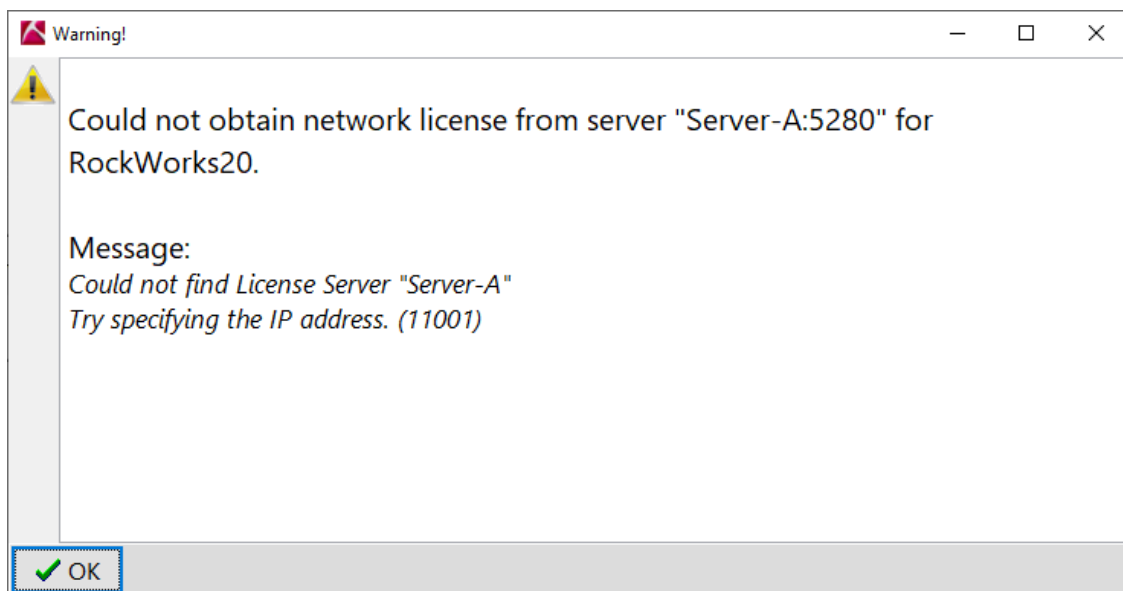 Warning!
Could not obtain network license from server "Server-A:5280" for
RockWorks20.
Message:
Could not find License Server "Server-A"
Try specifying the IP address. (11001)
OK